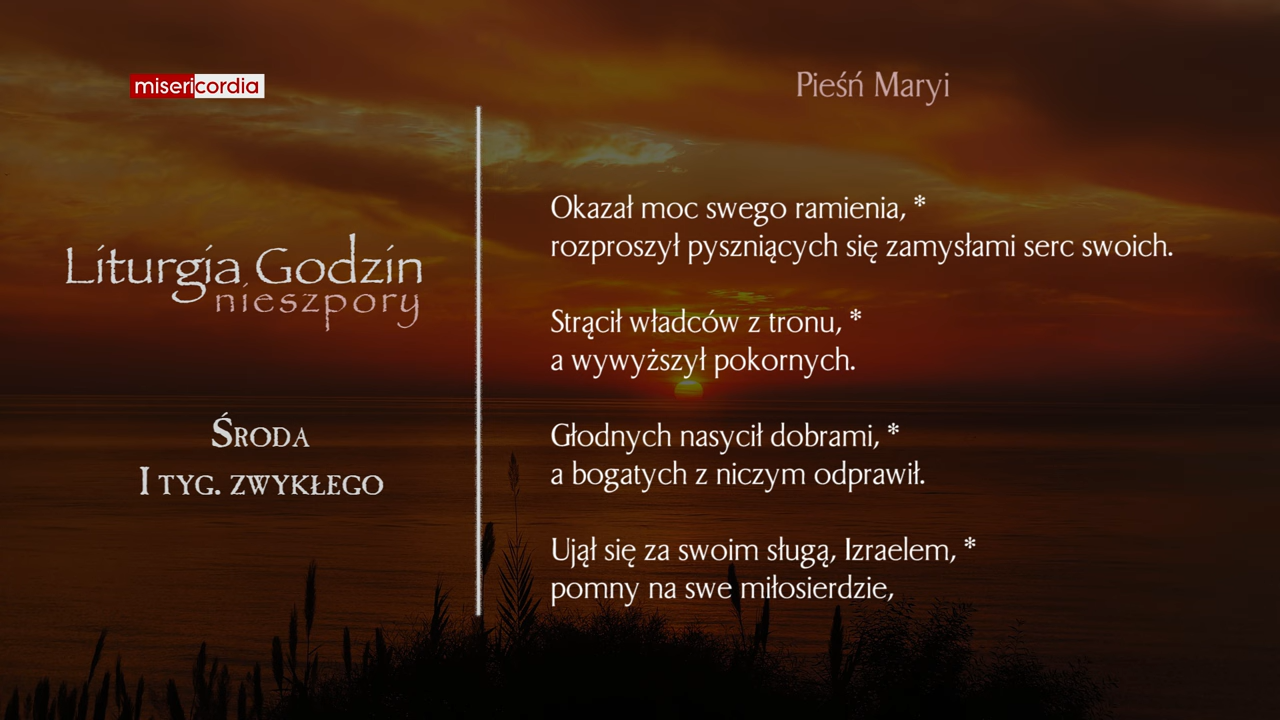 misericordia
Liturgia Godzin
nieszpory
Środa
I tyg. zwykłego
Pieśń Maryi
Okazał moc swego ramienia, *
rozproszył pyszniących się zamysłami serc swoich.
Strącił władców z tronu, *
a wywyższył pokornych.
Głodnych nasycił dobrami, *
a bogatych z niczym odprawił.
Ujął się za swoim sługą, Izraelem, *
pomny na swe miłosierdzie,